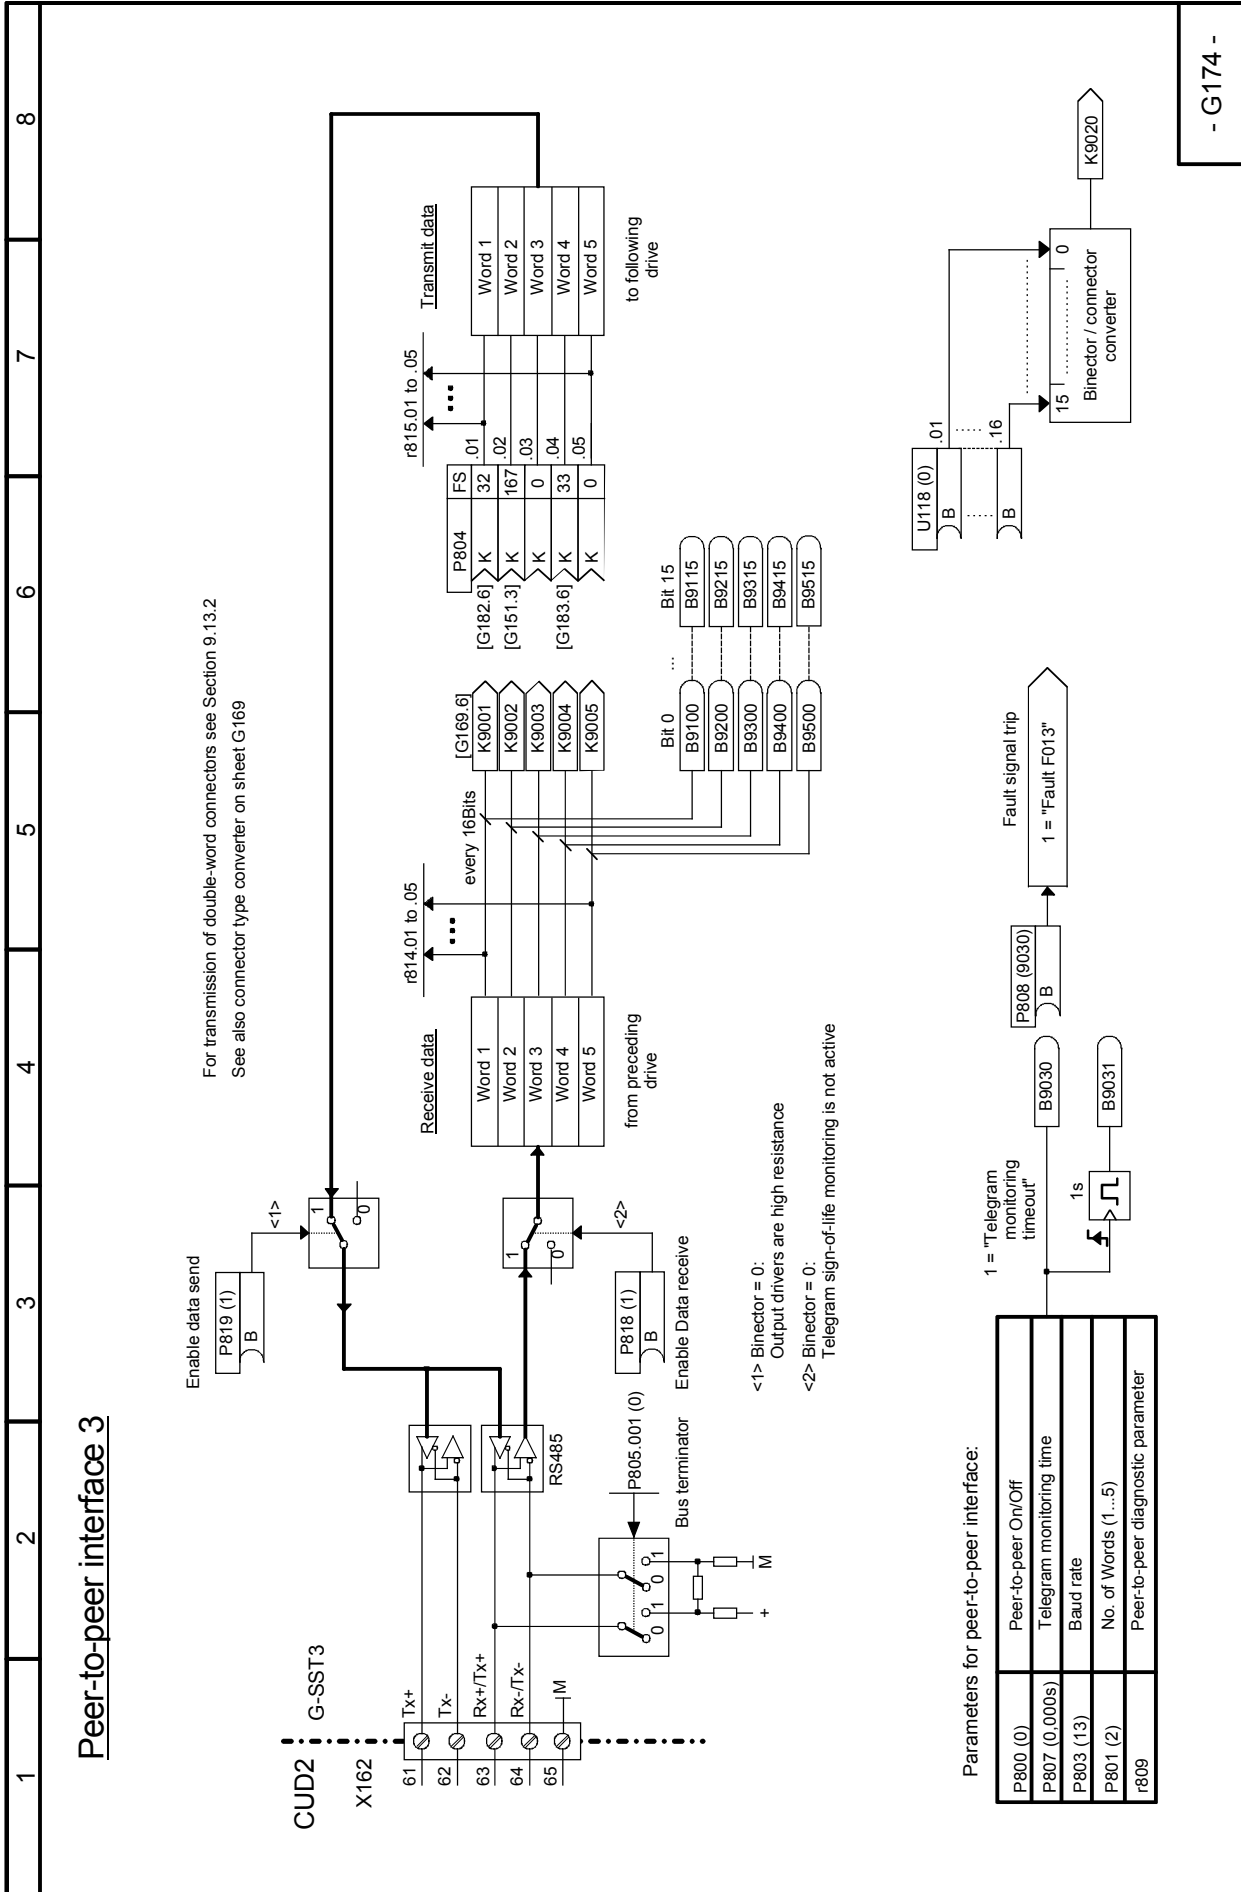 1 2 3 4 5 6 7 8
Peer-to-peer interface 3
For transmission of double-word connectors see Section 9.13.2
See also connector type converter on sheet G169
CUD2
G-SST3
X162
61 Tx+
62 Tx-
63 Rx+/Tx+
64 Rx-/Tx-
65 M
RS485
Bus terminator
P805.001 (0)
0 1 0 1
+ M
Enable data send
P819 (1)
B
<1>
1
0
1
0
<2>
P818 (1)
B
Enable Data receive
<1> Binector = 0:
Output drivers are high resistance
<2> Binector = 0:
Telegram sign-of-life monitoring is not active
Receive data
Word 1
Word 2
Word 3
Word 4
Word 5
from preceding
drive
r814.01 to .05
every 16Bits
[G169.6]
K9001
K9002
K9003
K9004
K9005
Bit 0 ... Bit 15
B9100 B9115
B9200 B9215
B9300 B9315
B9400 B9415
B9500 B9515
P804 FS
[G182.6] K 32 .01
[G151.3] K 167 .02
K 0 .03
[G183.6] K 33 .04
K 0 .05
r815.01 to .05
Transmit data
Word 1
Word 2
Word 3
Word 4
Word 5
to following
drive
Parameters for peer-to-peer interface:
P800 (0) Peer-to-peer On/Off
P807 (0,000s) Telegram monitoring time
P803 (13) Baud rate
P801 (2) No. of Words (1...5)
r809 Peer-to-peer diagnostic parameter
1 = "Telegram
monitoring
timeout"
1s
B9030
B9031
P808 (9030)
B
Fault signal trip
1 = "Fault F013"
U118 (0)
B .01
B .16
15 0
Binector / connector
converter
K9020
- G174 -